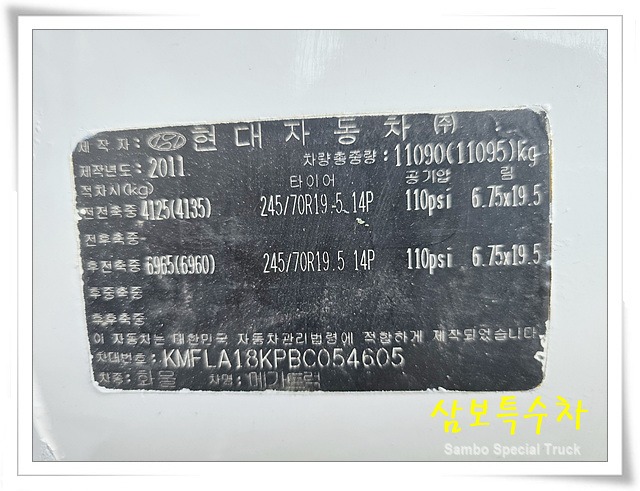 제작자: 현대자동차 ㈜
제작년도: 2011 차량총중량: 11090(11095)kg
적차시(kg) 타이어 공기압 림
전전축중 4125(4135) 245/70R19.5 14P 110psi 6.75x19.5
전후축중 -
후전축중 6965(6960) 245/70R19.5 14P 110psi 6.75x19.5
후중축중
후후축중
이 자동차는 대한민국 자동차관리법령에 적합하게 제작되었습니다
차대번호: KMFLA18KPBC054605
차종: 화물 차명: 메가트럭
삼보특수차
Sambo Special Truck